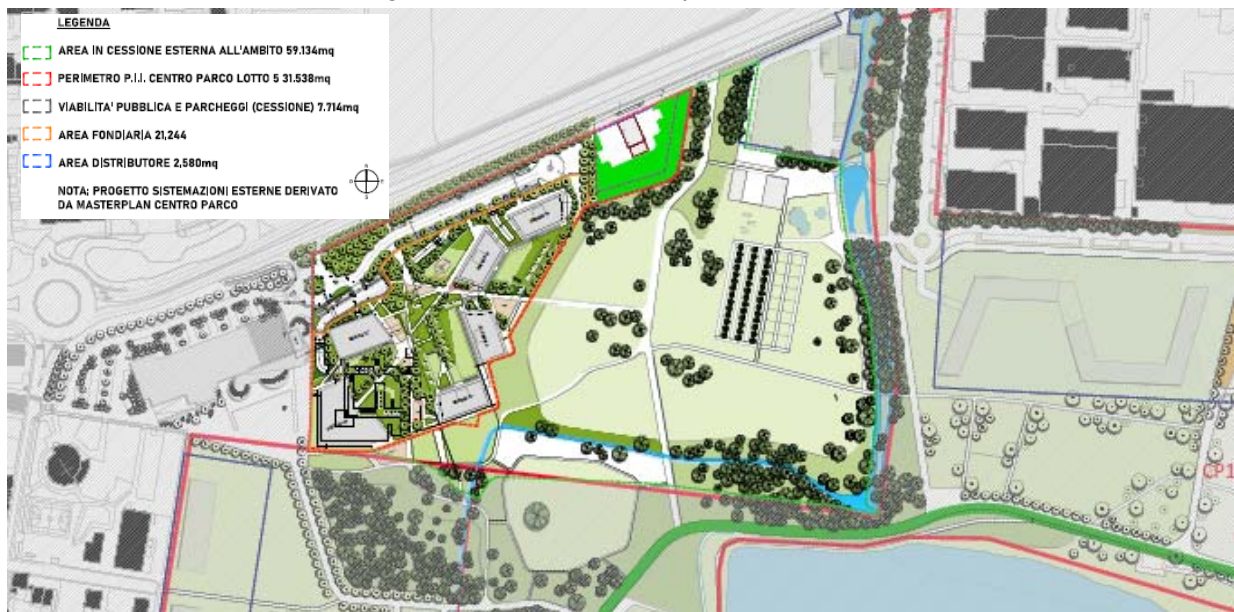 LEGENDA
AREA IN CESSIONE ESTERNA ALL'AMBITO 59.134mq
PERIMETRO P.I.I. CENTRO PARCO LOTTO 5 31.538mq
VIABILITA' PUBBLICA E PARCHEGGI (CESSIONE) 7.714mq
AREA FONDIARIA 21,244
AREA DISTRIBUTORE 2,580mq
NOTA: PROGETTO SISTEMAZIONI ESTERNE DERIVATO
DA MASTERPLAN CENTRO PARCO
CP1